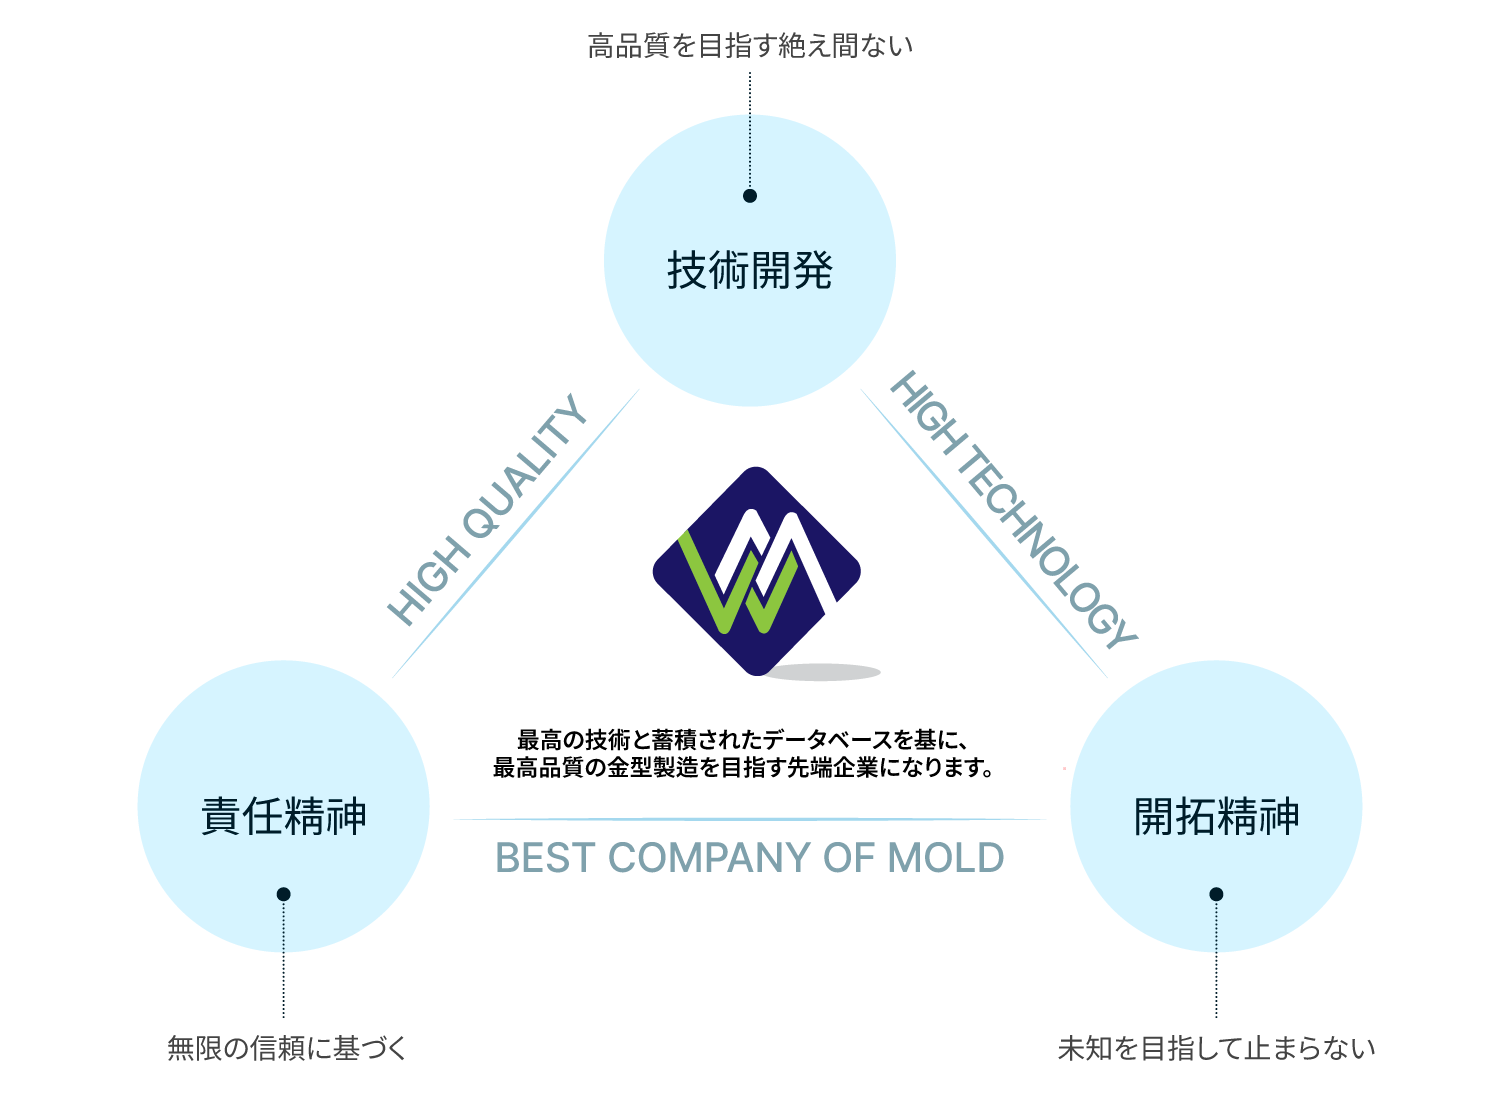 高品質を目指す絶え間ない
技術開発
HIGH QUALITY
HIGH TECHNOLOGY
最高の技術と蓄積されたデータベースを基に、
最高品質の金型製造を目指す先端企業になります。
責任精神
開拓精神
BEST COMPANY OF MOLD
無限の信頼に基づく
未知を目指して止まらない